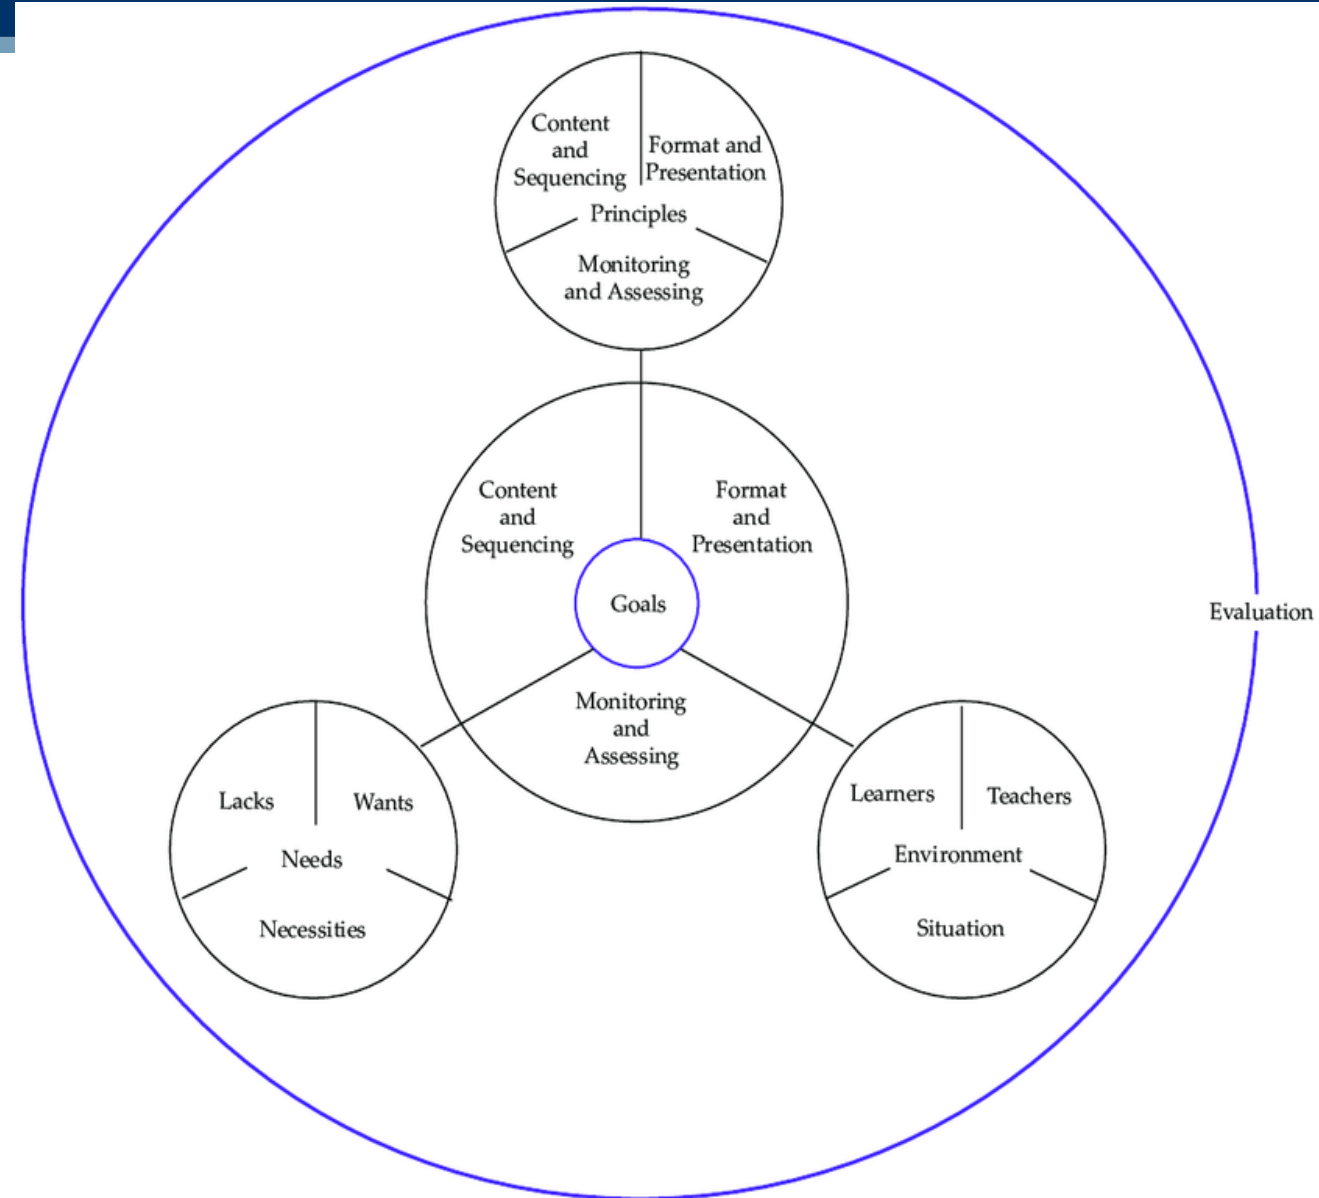 Content
and
Sequencing
Format and
Presentation
Principles
Monitoring
and Assessing
Content
and
Sequencing
Format
and
Presentation
Goals
Monitoring
and
Assessing
Evaluation
Lacks
Wants
Needs
Necessities
Learners
Teachers
Environment
Situation